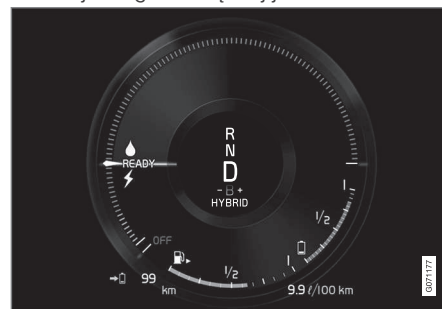 R
N
READY
D
- B +
HYBRID
OFF
1/2
1/2
99
km
9.9 ℓ/100 km
G071177